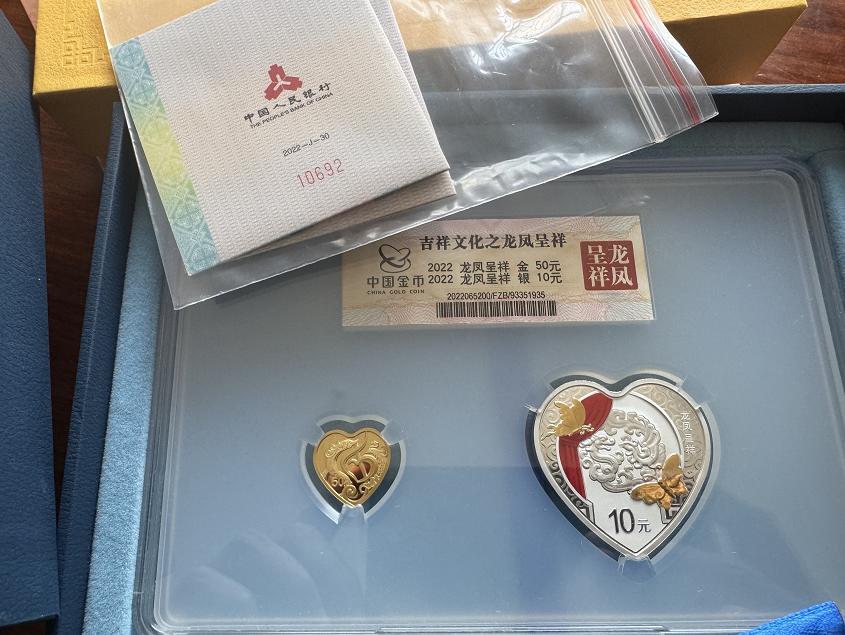 中国人民银行
THE PEOPLE'S BANK OF CHINA
2022-J-30
10692
吉祥文化之龙凤呈祥
中国金币
CHINA GOLD COIN
2022 龙凤呈祥 金 50元
2022 龙凤呈祥 银 10元
龙凤呈祥
2022065200/FZB/93351935
50
龙凤呈祥
10元